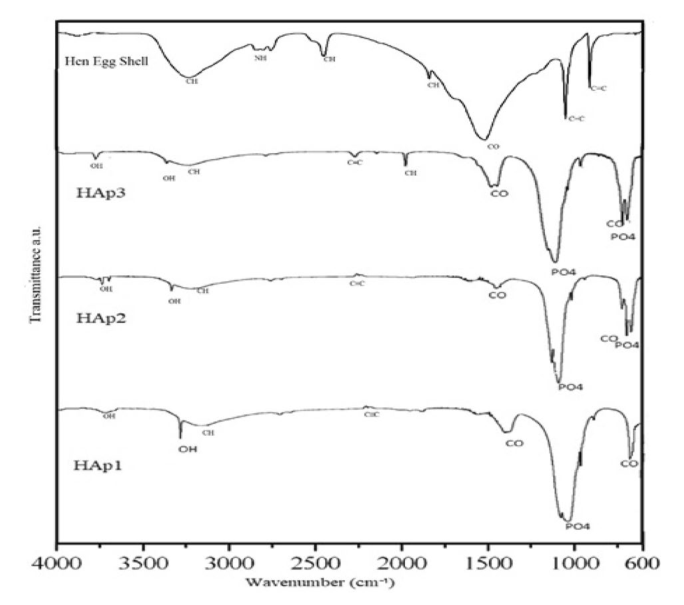 Hen Egg Shell
CH
NH
CH
CH
CO
C=C
C=C
OH
OH
CH
C=C
CH
CO
PO4
CO
PO4
HAp3
OH
OH
CH
C=C
CO
PO4
CO
PO4
HAp2
OH
OH
CH
C=C
CO
PO4
CO
HAp1
Transmittance a.u.
4000 3500 3000 2500 2000 1500 1000 600
Wavenumber (cm⁻¹)